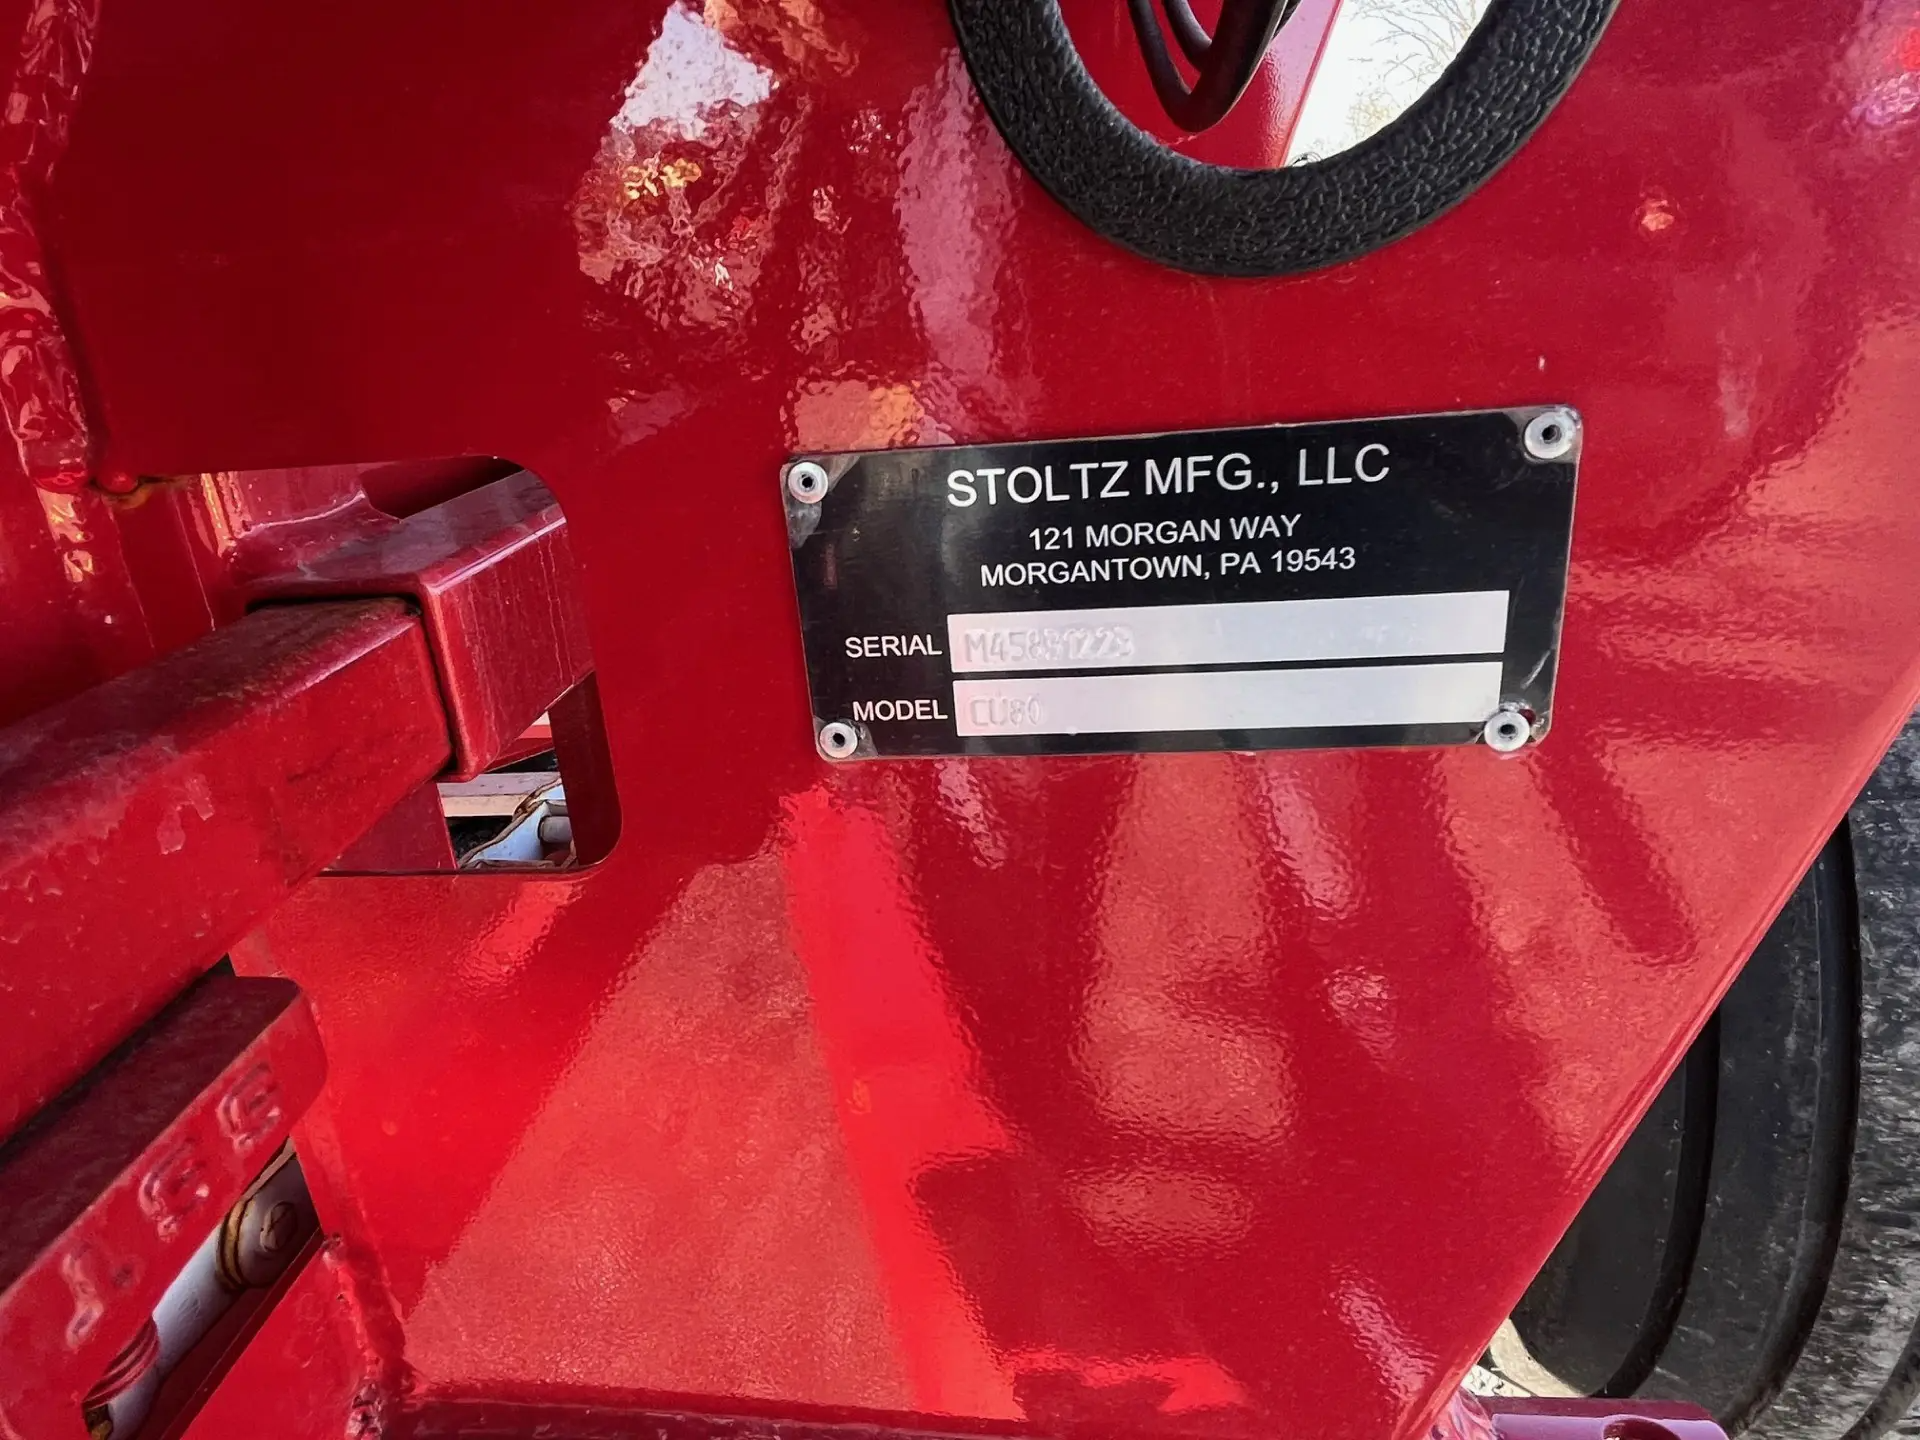 STOLTZ MFG., LLC
121 MORGAN WAY
MORGANTOWN, PA 19543
SERIAL
MODEL CU80